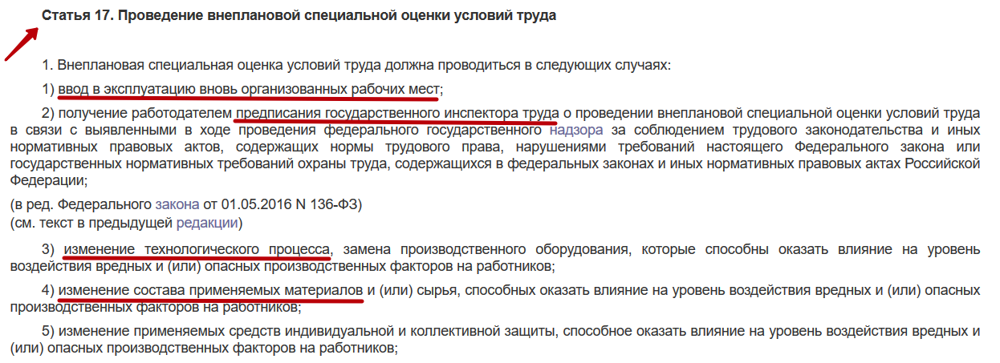 Статья 17. Проведение внеплановой специальной оценки условий труда
1. Внеплановая специальная оценка условий труда должна проводиться в следующих случаях:
1) ввод в эксплуатацию вновь организованных рабочих мест;
2) получение работодателем предписания государственного инспектора труда о проведении внеплановой специальной оценки условий труда
в связи с выявленными в ходе проведения федерального государственного надзора за соблюдением трудового законодательства и иных
нормативных правовых актов, содержащих нормы трудового права, нарушениями требований настоящего Федерального закона или
государственных нормативных требований охраны труда, содержащихся в федеральных законах и иных нормативных правовых актах Российской
Федерации;
(в ред. Федерального закона от 01.05.2016 N 136-ФЗ)
(см. текст в предыдущей редакции)
3) изменение технологического процесса, замена производственного оборудования, которые способны оказать влияние на уровень
воздействия вредных и (или) опасных производственных факторов на работников;
4) изменение состава применяемых материалов и (или) сырья, способных оказать влияние на уровень воздействия вредных и (или) опасных
производственных факторов на работников;
5) изменение применяемых средств индивидуальной и коллективной защиты, способное оказать влияние на уровень воздействия вредных и
(или) опасных производственных факторов на работников;